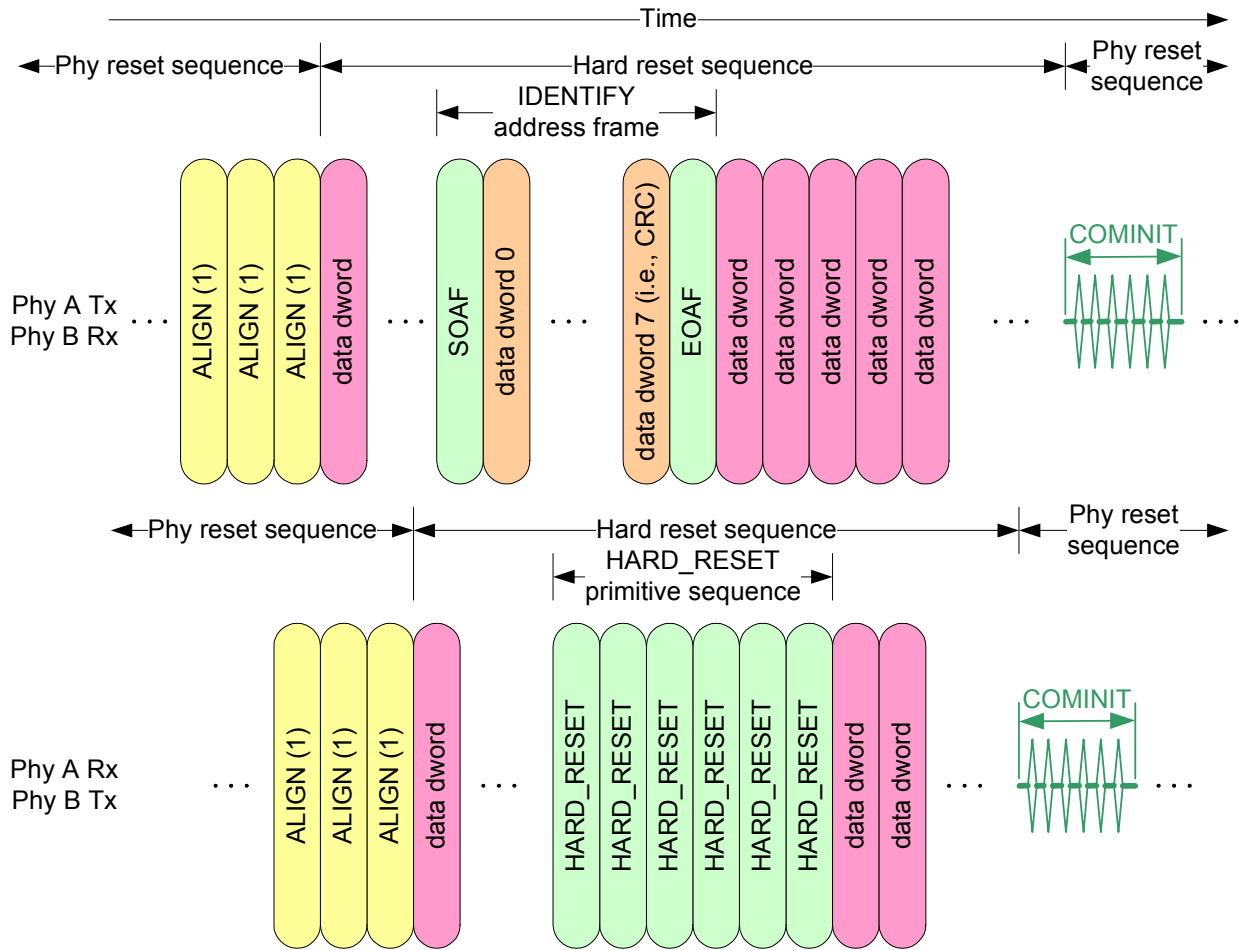 Time
Phy reset sequence
Hard reset sequence
Phy reset
sequence
IDENTIFY
address frame
Phy A Tx
Phy B Rx
. . .
ALIGN (1)
ALIGN (1)
ALIGN (1)
data dword
. . .
SOAF
data dword 0
. . .
data dword 7 (i.e., CRC)
EOAF
data dword
data dword
data dword
data dword
data dword
. . .
COMINIT
. . .
Phy reset sequence
Hard reset sequence
Phy reset
sequence
HARD_RESET
primitive sequence
Phy A Rx
Phy B Tx
. . .
ALIGN (1)
ALIGN (1)
ALIGN (1)
data dword
. . .
HARD_RESET
HARD_RESET
HARD_RESET
HARD_RESET
HARD_RESET
HARD_RESET
data dword
data dword
. . .
COMINIT
. . .